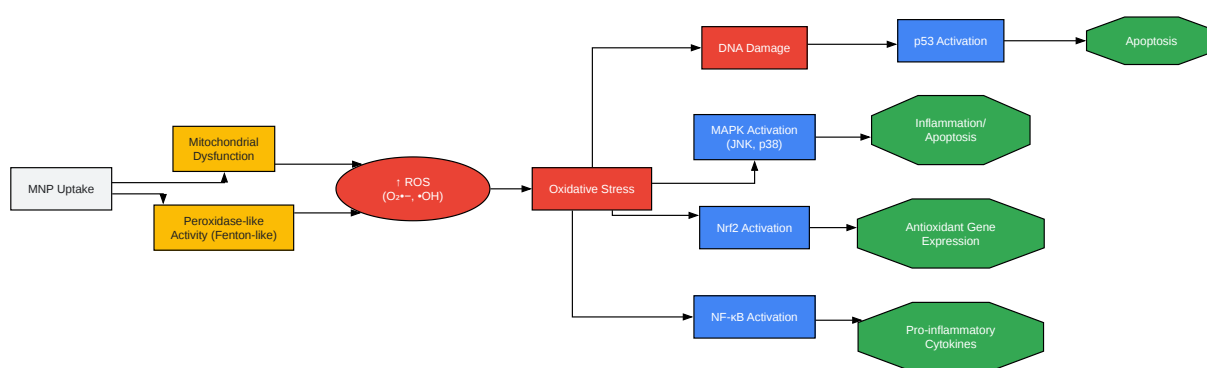 MNP Uptake
Mitochondrial
Dysfunction
Peroxidase-like
Activity (Fenton-like)
↑ ROS
(O₂•−, •OH)
Oxidative Stress
DNA Damage
p53 Activation
Apoptosis
MAPK Activation
(JNK, p38)
Inflammation/
Apoptosis
Nrf2 Activation
Antioxidant Gene
Expression
NF-κB Activation
Pro-inflammatory
Cytokines